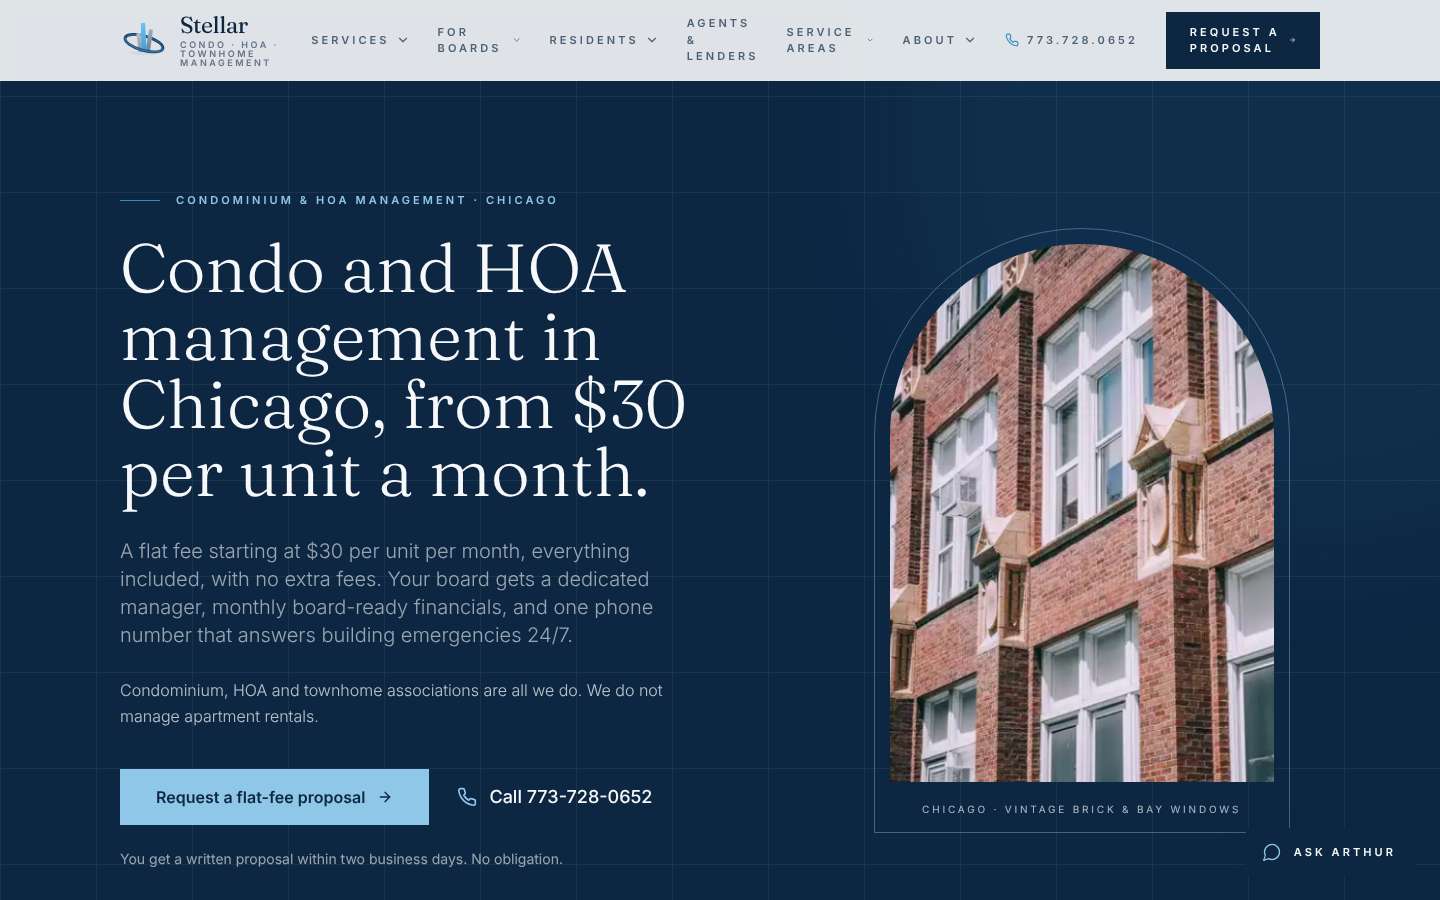 Stellar
CONDO · HOA ·
TOWNHOME
MANAGEMENT
SERVICES
FOR
BOARDS
RESIDENTS
AGENTS
&
LENDERS
SERVICE
AREAS
ABOUT
773.728.0652
REQUEST A
PROPOSAL
CONDOMINIUM & HOA MANAGEMENT · CHICAGO
Condo and HOA
management in
Chicago, from $30
per unit a month.
A flat fee starting at $30 per unit per month, everything
included, with no extra fees. Your board gets a dedicated
manager, monthly board-ready financials, and one phone
number that answers building emergencies 24/7.
Condominium, HOA and townhome associations are all we do. We do not
manage apartment rentals.
Request a flat-fee proposal
Call 773-728-0652
You get a written proposal within two business days. No obligation.
CHICAGO · VINTAGE BRICK & BAY WINDOWS
ASK ARTHUR